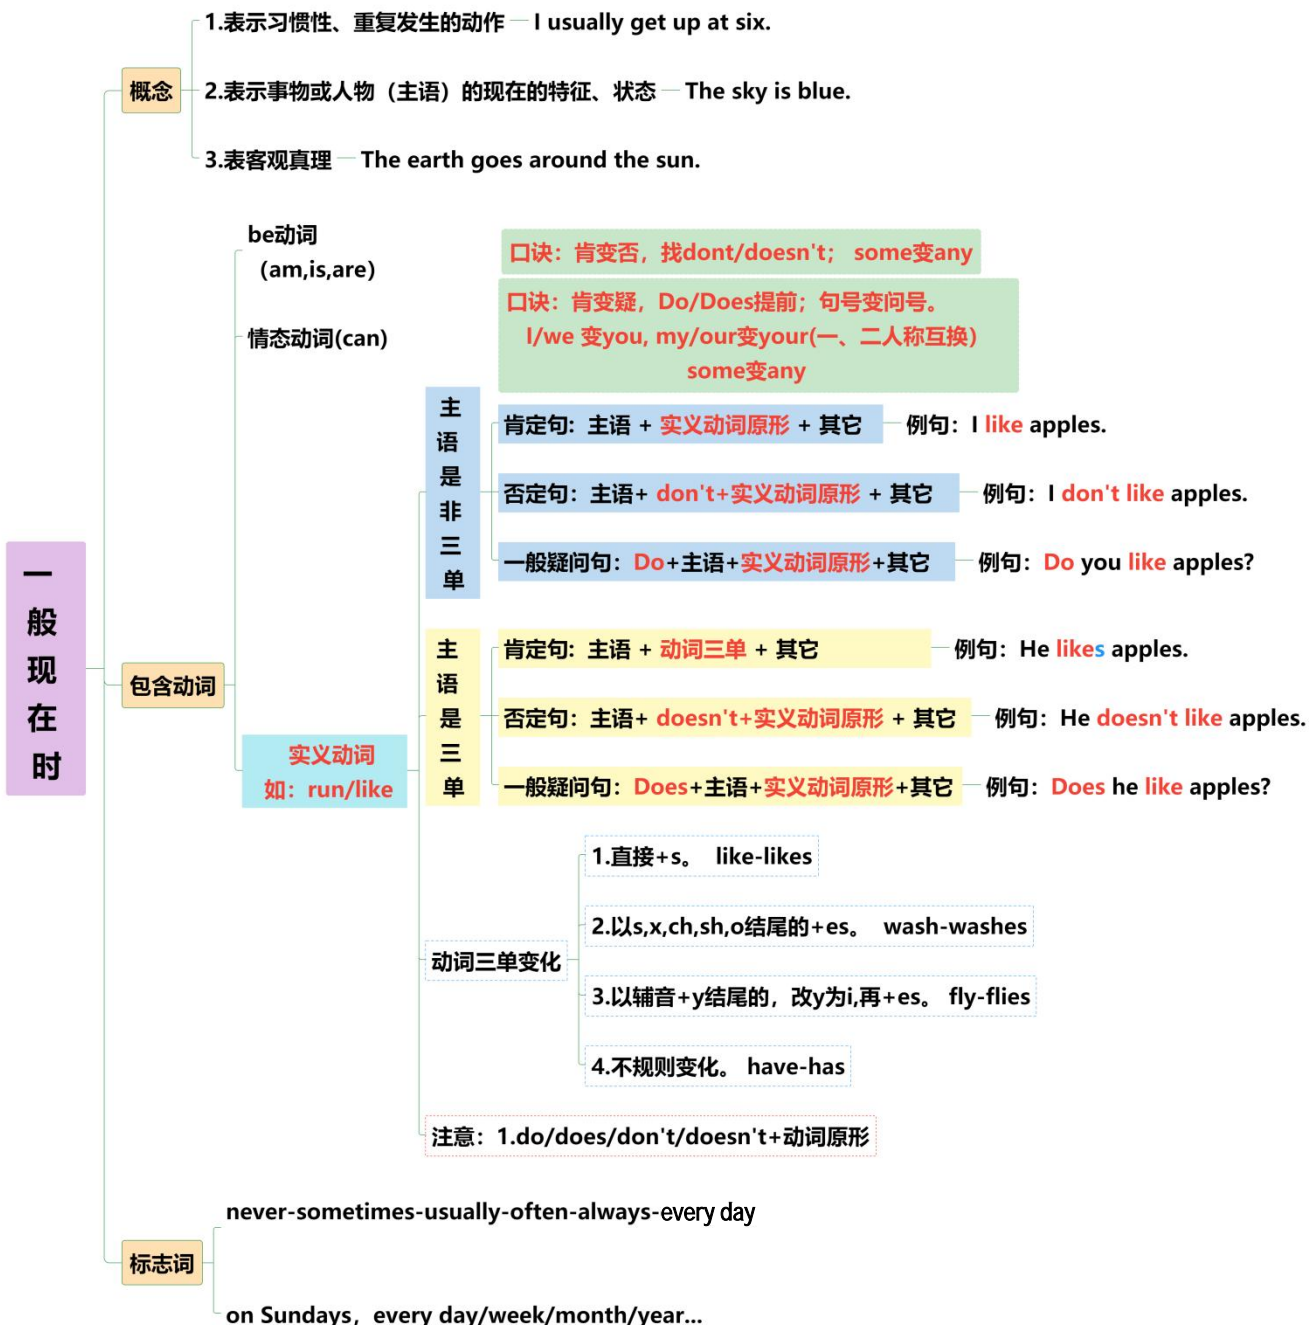 1.表示习惯性、重复发生的动作 I usually get up at six.
概念
2.表示事物或人物（主语）的现在的特征、状态 The sky is blue.
3.表客观真理 The earth goes around the sun.
be动词
（am,is,are）
口诀：肯变否，找dont/doesn't； some变any
口诀：肯变疑，Do/Does提前；句号变问号。
I/we 变you, my/our变your(一、二人称互换）
some变any
情态动词(can)
主语是非三单
肯定句: 主语 + 实义动词原形 + 其它 例句：I like apples.
否定句：主语+ don't+实义动词原形 + 其它 例句：I don't like apples.
一般疑问句：Do+主语+实义动词原形+其它 例句：Do you like apples?
一般现在时
包含动词
主语是三单
肯定句: 主语 + 动词三单 + 其它 例句：He likes apples.
否定句：主语+ doesn't+实义动词原形 + 其它 例句：He doesn't like apples.
实义动词
如：run/like
一般疑问句：Does+主语+实义动词原形+其它 例句：Does he like apples?
1.直接+s。 like-likes
2.以s,x,ch,sh,o结尾的+es。 wash-washes
动词三单变化
3.以辅音+y结尾的，改y为i,再+es。 fly-flies
4.不规则变化。 have-has
注意：1.do/does/don't/doesn't+动词原形
never-sometimes-usually-often-always-every day
标志词
on Sundays，every day/week/month/year...